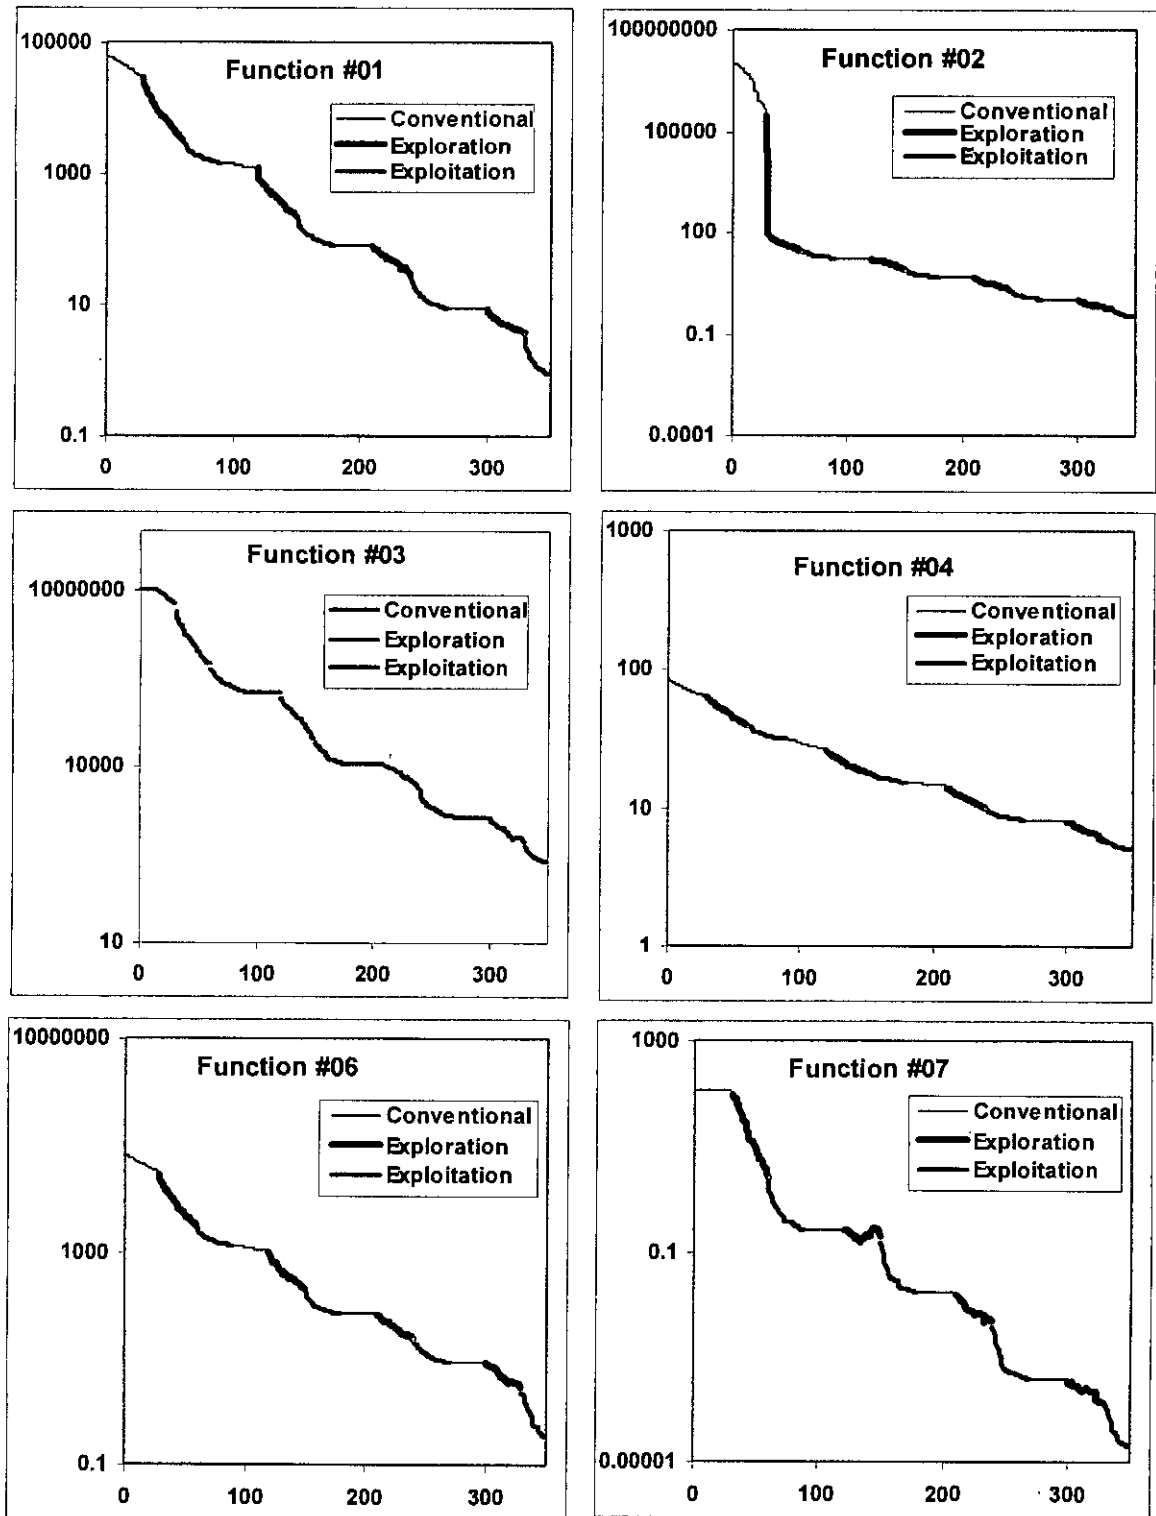 Function #01
100000
1000
10
0.1
0 100 200 300
Conventional
Exploration
Exploitation
Function #02
100000000
100000
100
0.1
0.0001
0 100 200 300
Conventional
Exploration
Exploitation
Function #03
10000000
10000
10
0 100 200 300
Conventional
Exploration
Exploitation
Function #04
1000
100
10
1
0 100 200 300
Conventional
Exploration
Exploitation
Function #06
10000000
1000
0.1
0 100 200 300
Conventional
Exploration
Exploitation
Function #07
1000
0.1
0.00001
0 100 200 300
Conventional
Exploration
Exploitation